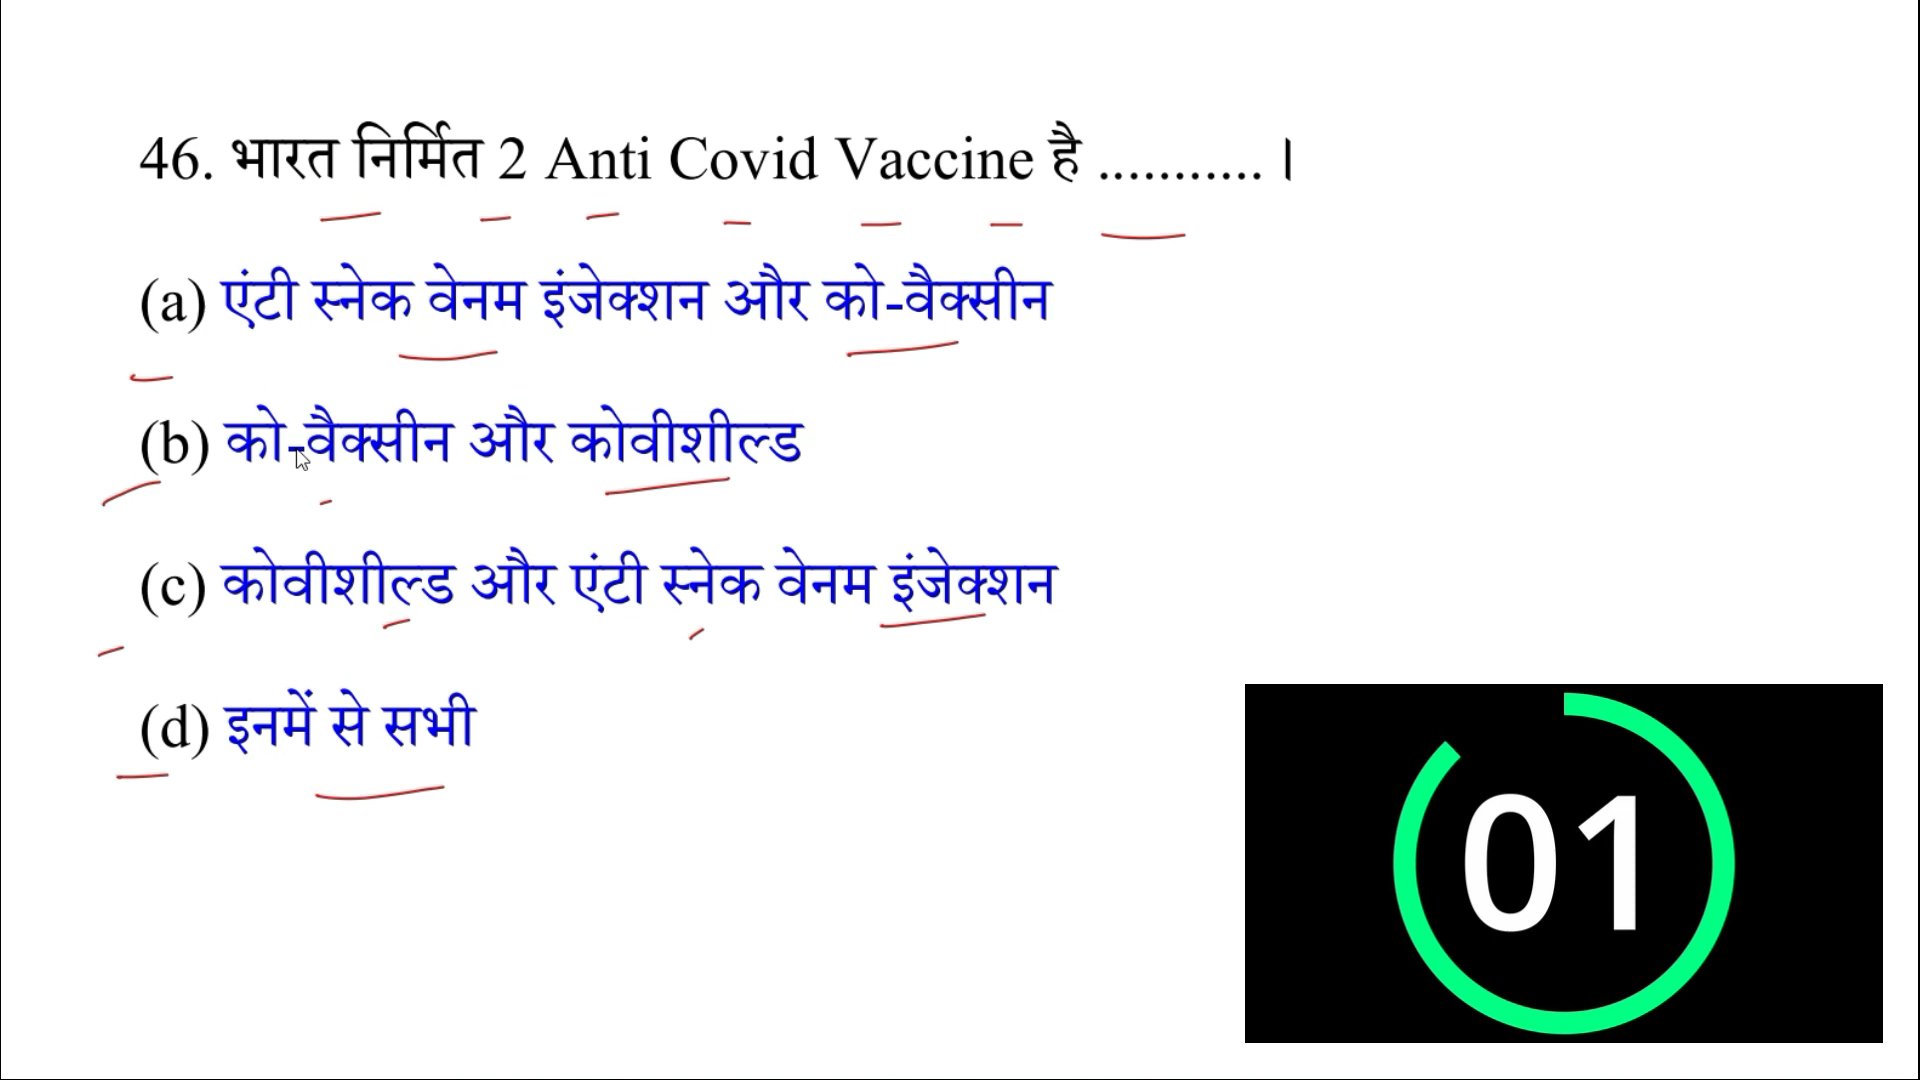 46. भारत निर्मित 2 Anti Covid Vaccine है ...........।
(a) एंटी स्नेक वेनम इंजेक्शन और को-वैक्सीन
(b) को-वैक्सीन और कोवीशील्ड
(c) कोवीशील्ड और एंटी स्नेक वेनम इंजेक्शन
(d) इनमें से सभी
01